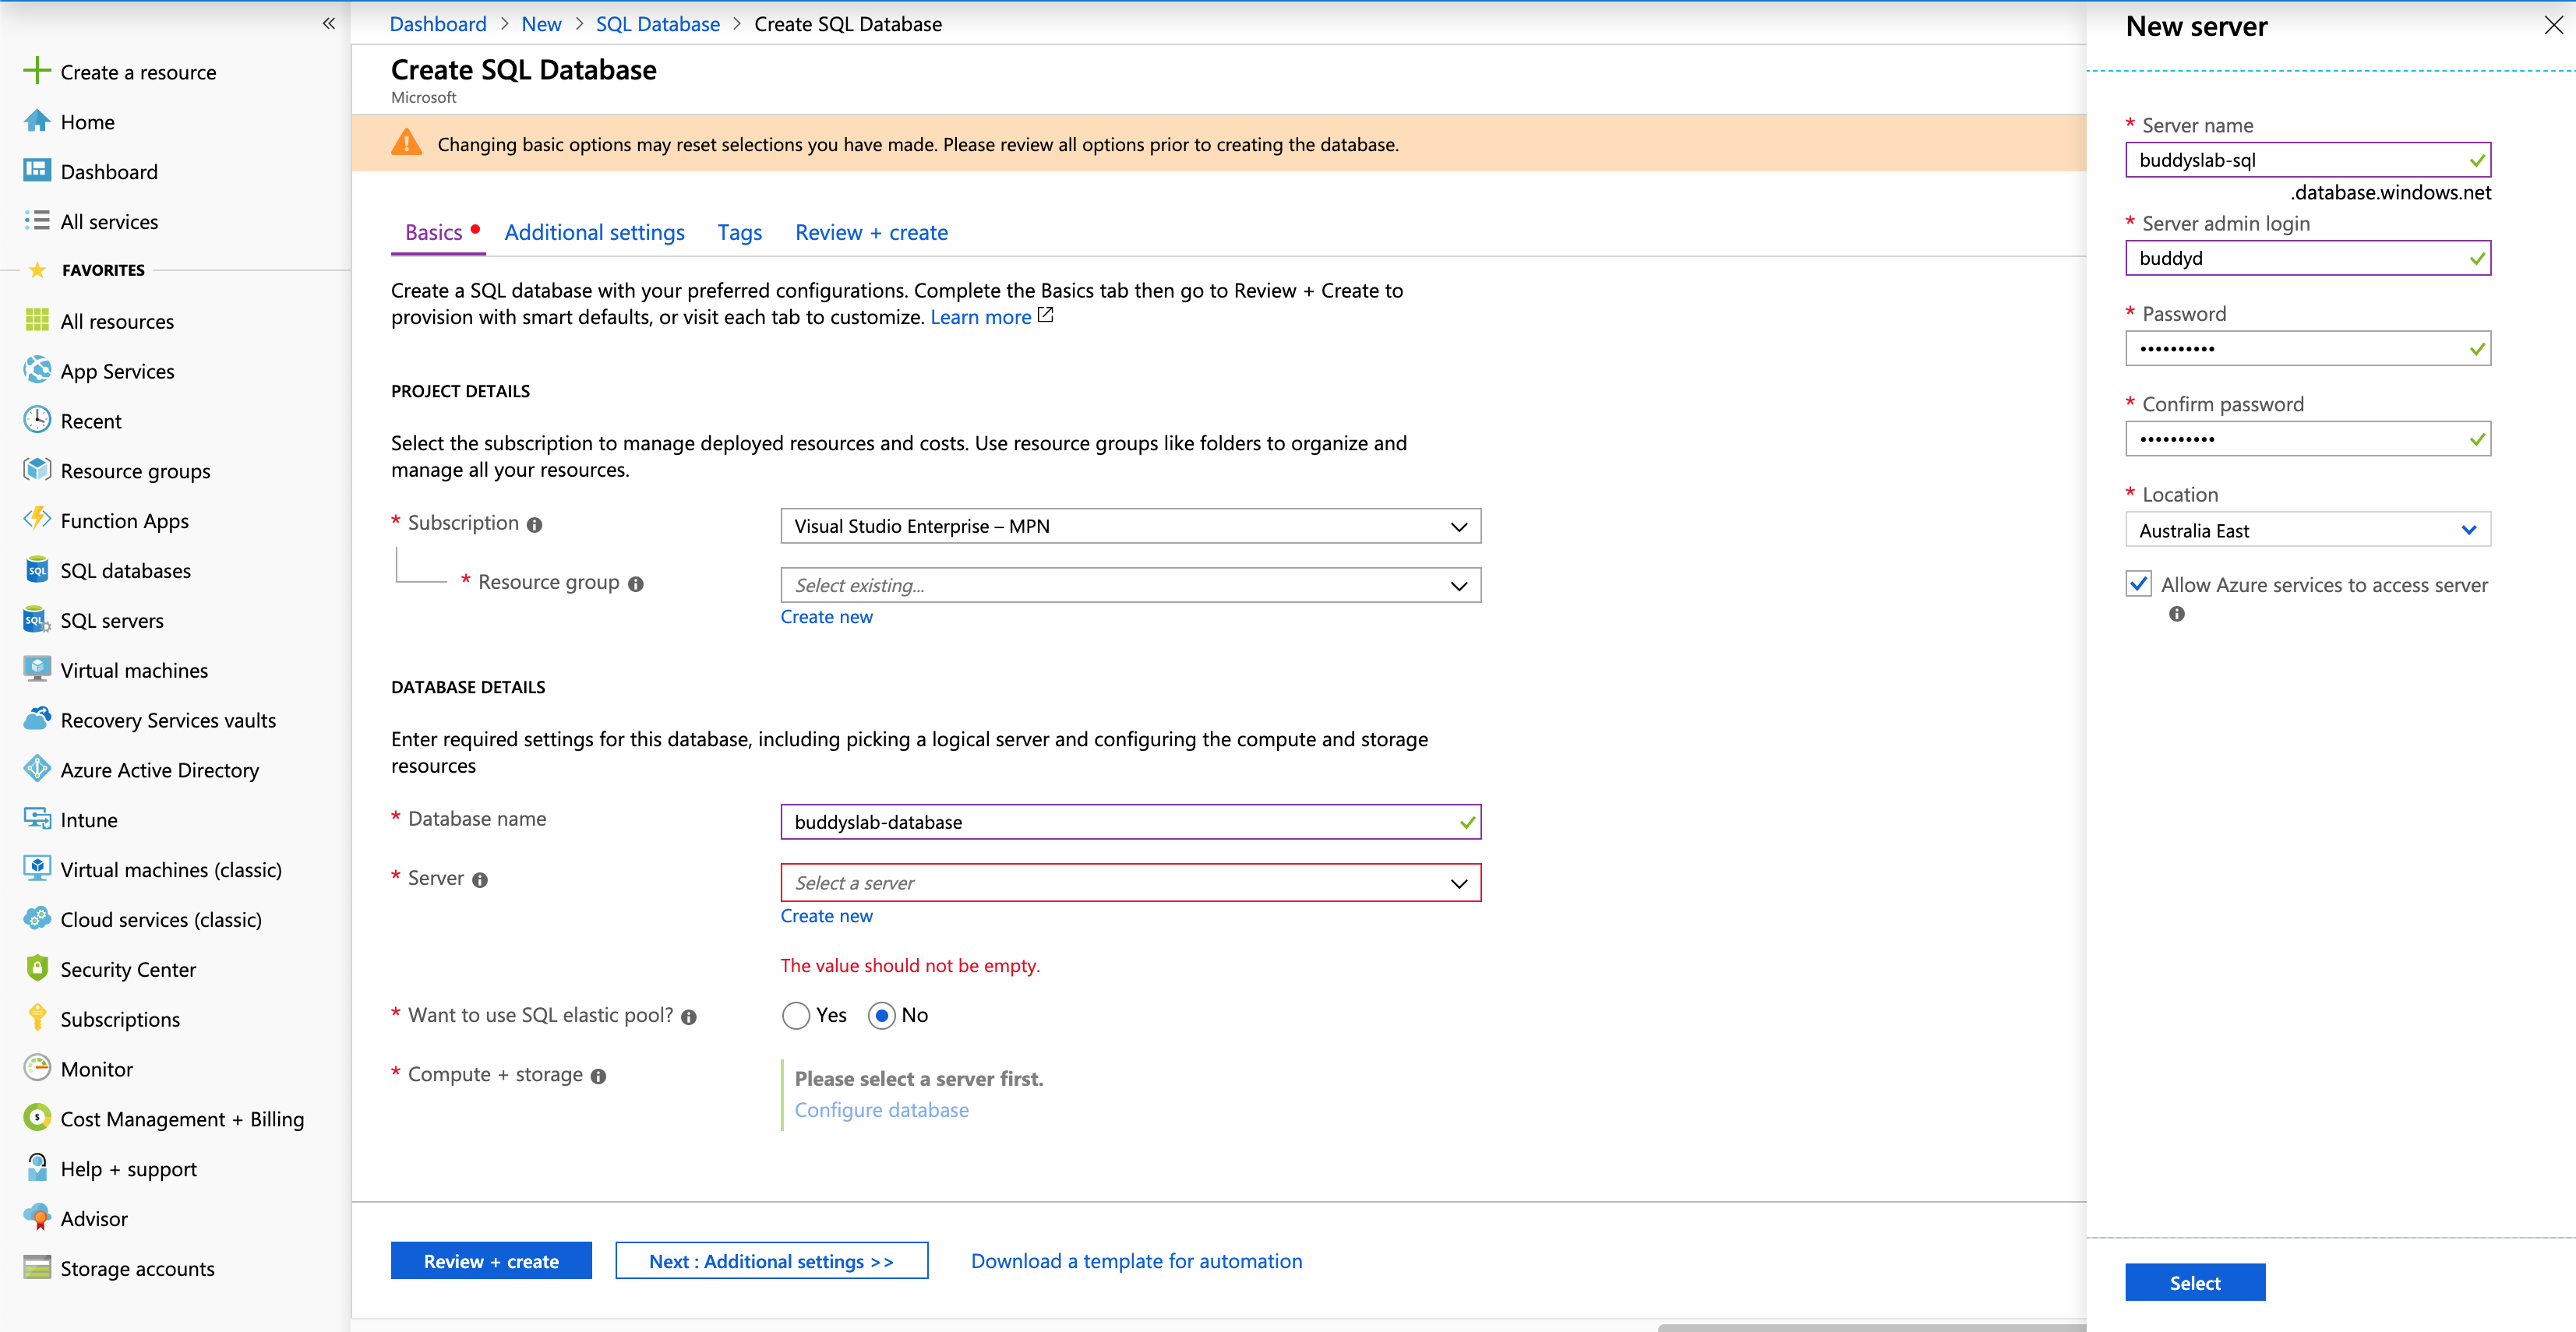 «
Create a resource
Home
Dashboard
All services
FAVORITES
All resources
App Services
Recent
Resource groups
Function Apps
SQL databases
SQL servers
Virtual machines
Recovery Services vaults
Azure Active Directory
Intune
Virtual machines (classic)
Cloud services (classic)
Security Center
Subscriptions
Monitor
Cost Management + Billing
Help + support
Advisor
Storage accounts
Dashboard > New > SQL Database > Create SQL Database
Create SQL Database
Microsoft
Changing basic options may reset selections you have made. Please review all options prior to creating the database.
Basics Additional settings Tags Review + create
Create a SQL database with your preferred configurations. Complete the Basics tab then go to Review + Create to
provision with smart defaults, or visit each tab to customize. Learn more
PROJECT DETAILS
Select the subscription to manage deployed resources and costs. Use resource groups like folders to organize and
manage all your resources.
* Subscription
Visual Studio Enterprise – MPN
* Resource group
Select existing...
Create new
DATABASE DETAILS
Enter required settings for this database, including picking a logical server and configuring the compute and storage
resources
* Database name
buddyslab-database
* Server
Select a server
Create new
The value should not be empty.
* Want to use SQL elastic pool?
Yes No
* Compute + storage
Please select a server first.
Configure database
Review + create
Next : Additional settings >>
Download a template for automation
New server
* Server name
buddyslab-sql
.database.windows.net
* Server admin login
buddyd
* Password
••••••••••
* Confirm password
••••••••••
* Location
Australia East
Allow Azure services to access server
Select